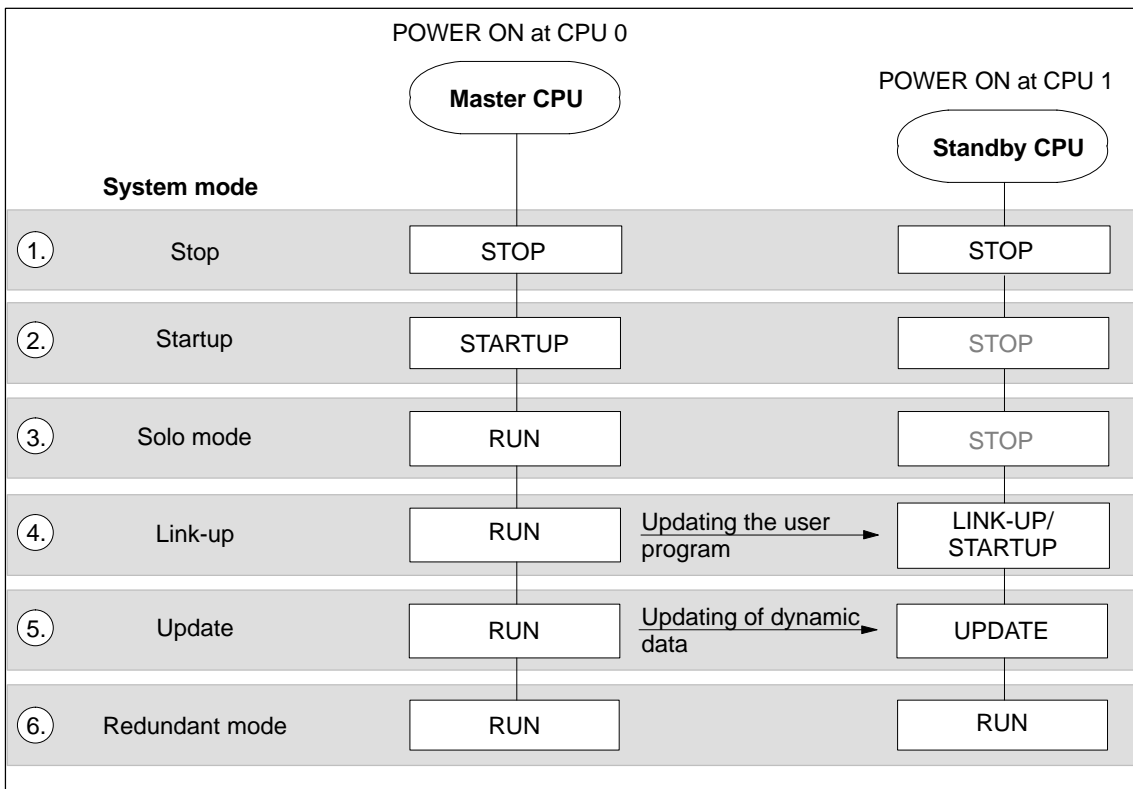 POWER ON at CPU 0
Master CPU
POWER ON at CPU 1
Standby CPU
System mode
1. Stop STOP STOP
2. Startup STARTUP STOP
3. Solo mode RUN STOP
4. Link-up RUN Updating the user program LINK-UP/ STARTUP
5. Update RUN Updating of dynamic data UPDATE
6. Redundant mode RUN RUN